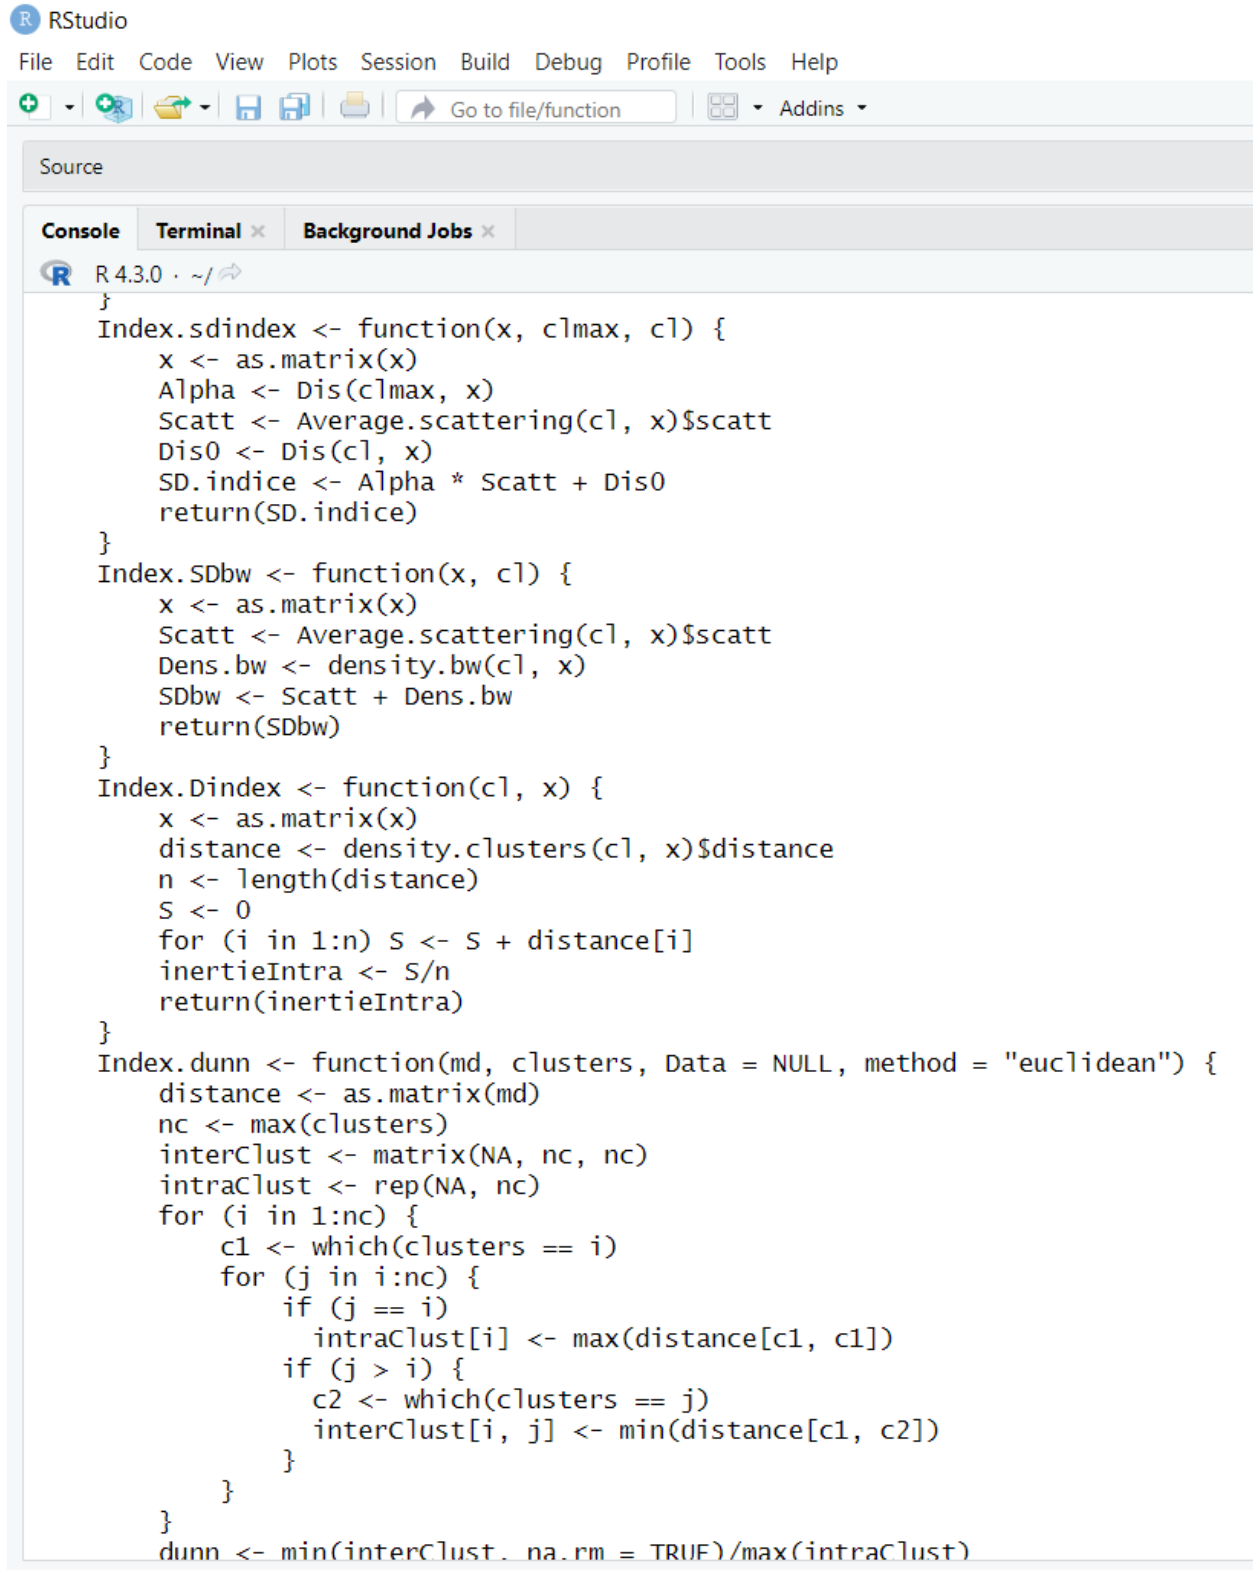 RStudio
File Edit Code View Plots Session Build Debug Profile Tools Help
Go to file/function Addins
Source
Console Terminal Background Jobs
R 4.3.0 · ~/
    }
    Index.sdindex <- function(x, clmax, cl) {
        x <- as.matrix(x)
        Alpha <- Dis(clmax, x)
        Scatt <- Average.scattering(cl, x)$scatt
        Dis0 <- Dis(cl, x)
        SD.indice <- Alpha * Scatt + Dis0
        return(SD.indice)
    }
    Index.SDbw <- function(x, cl) {
        x <- as.matrix(x)
        Scatt <- Average.scattering(cl, x)$scatt
        Dens.bw <- density.bw(cl, x)
        SDbw <- Scatt + Dens.bw
        return(SDbw)
    }
    Index.Dindex <- function(cl, x) {
        x <- as.matrix(x)
        distance <- density.clusters(cl, x)$distance
        n <- length(distance)
        S <- 0
        for (i in 1:n) S <- S + distance[i]
        inertieIntra <- S/n
        return(inertieIntra)
    }
    Index.dunn <- function(md, clusters, Data = NULL, method = "euclidean") {
        distance <- as.matrix(md)
        nc <- max(clusters)
        interClust <- matrix(NA, nc, nc)
        intraClust <- rep(NA, nc)
        for (i in 1:nc) {
            c1 <- which(clusters == i)
            for (j in i:nc) {
                if (j == i)
                  intraClust[i] <- max(distance[c1, c1])
                if (j > i) {
                  c2 <- which(clusters == j)
                  interClust[i, j] <- min(distance[c1, c2])
                }
            }
        }
        dunn <- min(interClust, na.rm = TRUE)/max(intraClust)